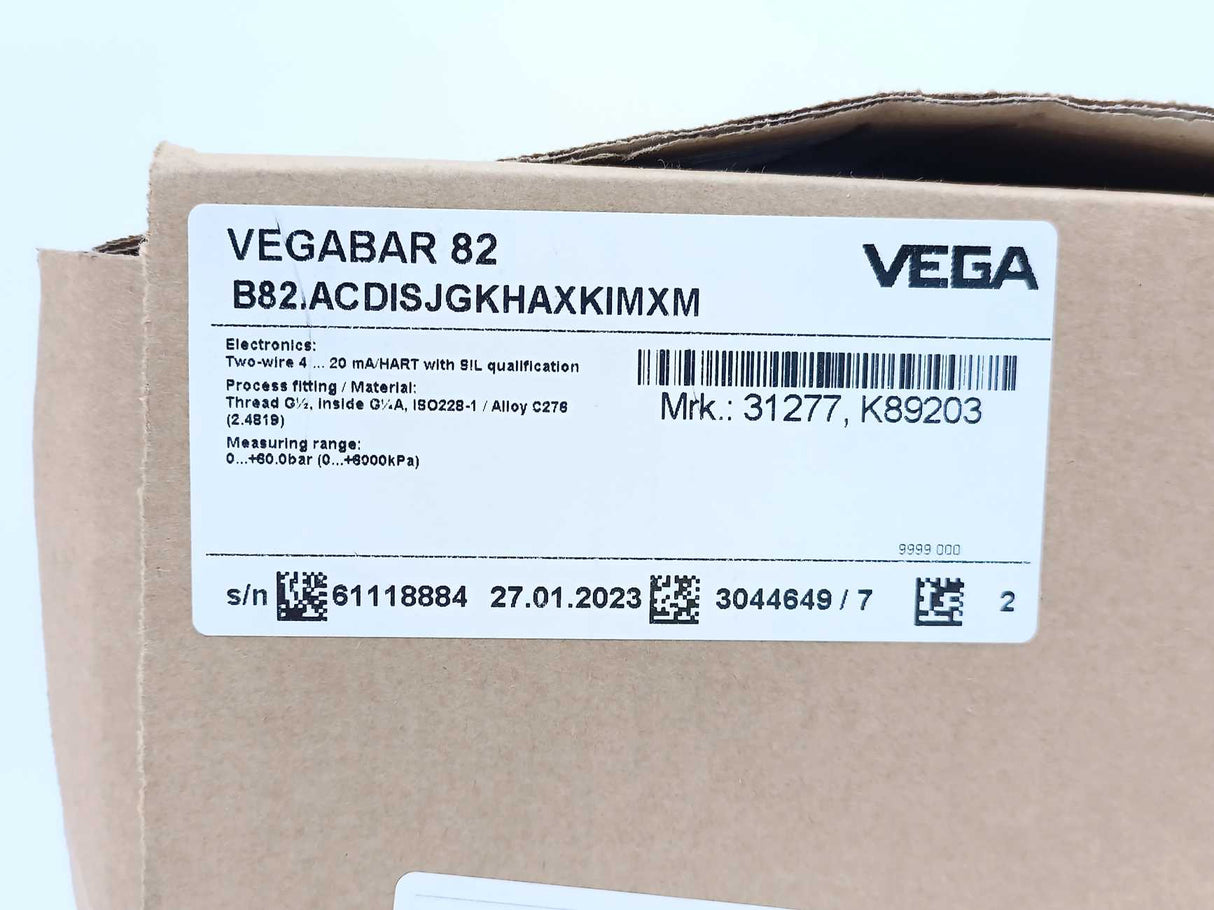 VEGABAR 82
VEGA
B82.ACDISJGKHAXKIMXM
Electronics:
Two-wire 4 ... 20 mA/HART with SIL qualification
Process fitting / Material:
Thread G½, inside G¼A, ISO228-1 / Alloy C276
(2.4819)
Measuring range:
0...+60.0bar (0...+6000kPa)
Mrk.: 31277, K89203
9999 000
s/n 61118884 27.01.2023 3044649 / 7 2